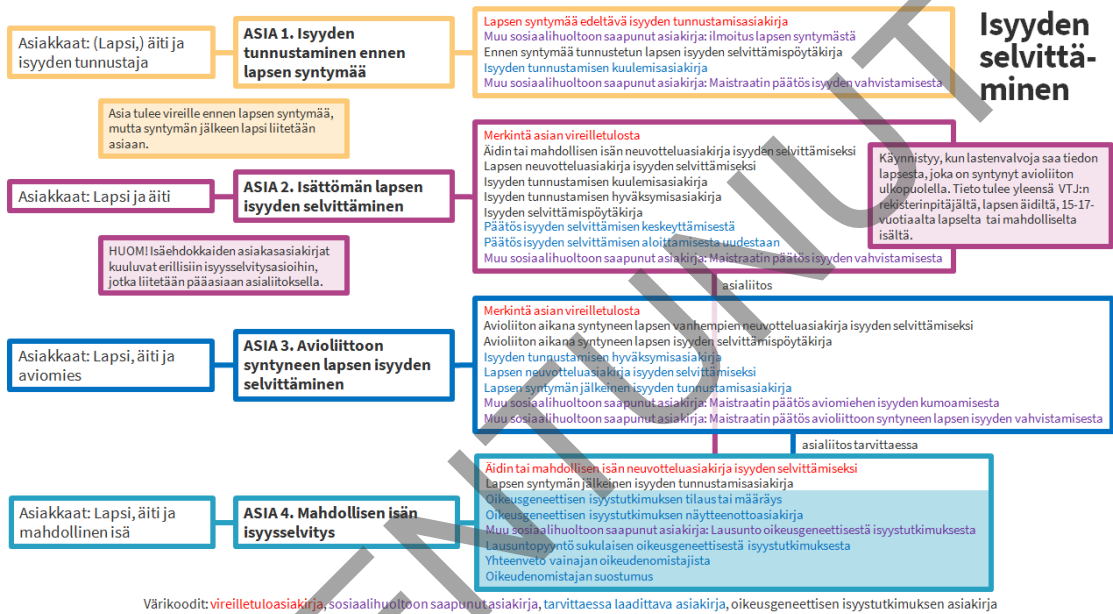 Isyyden
selvittä-
minen
Asiakkaat: (Lapsi,) äiti ja
isyyden tunnustaja
ASIA 1. Isyyden
tunnustaminen ennen
lapsen syntymää
Lapsen syntymää edeltävä isyyden tunnustamisasiakirja
Muu sosiaalihuoltoon saapunut asiakirja: ilmoitus lapsen syntymästä
Ennen syntymää tunnustetun lapsen isyyden selvittämispöytäkirja
Isyyden tunnustamisen kuulemisasiakirja
Muu sosiaalihuoltoon saapunut asiakirja: Maistraatin päätös isyyden vahvistamisesta
Asia tulee vireille ennen lapsen syntymää,
mutta syntymän jälkeen lapsi liitetään
asiaan.
Asiakkaat: Lapsi ja äiti
ASIA 2. Isättömän lapsen
isyyden selvittäminen
Merkintä asian vireilletulosta
Äidin tai mahdollisen isän neuvotteluasiakirja isyyden selvittämiseksi
Lapsen neuvotteluasiakirja isyyden selvittämiseksi
Isyyden tunnustamisen kuulemisasiakirja
Isyyden tunnustamisen hyväksymisasiakirja
Isyyden selvittämispöytäkirja
Päätös isyyden selvittämisen keskeyttämisestä
Päätös isyyden selvittämisen aloittamisesta uudestaan
Muu sosiaalihuoltoon saapunut asiakirja: Maistraatin päätös isyyden vahvistamisesta
Käynnistyy, kun lastenvalvoja saa tiedon
lapsesta, joka on syntynyt avioliiton
ulkopuolella. Tieto tulee yleensä VTJ:n
rekisterinpitäjältä, lapsen äidiltä, 15-17-
vuotiaalta lapselta tai mahdolliselta
isältä.
HUOM! Isäehdokkaiden asiakasasiakirjat
kuuluvat erillisiin isyysselvitysasioihin,
jotka liitetään pääasiaan asialiitoksella.
asialiitos
Asiakkaat: Lapsi, äiti ja
aviomies
ASIA 3. Avioliittoon
syntyneen lapsen isyyden
selvittäminen
Merkintä asian vireilletulosta
Avioliiton aikana syntyneen lapsen vanhempien neuvotteluasiakirja isyyden selvittämiseksi
Avioliiton aikana syntyneen lapsen isyyden selvittämispöytäkirja
Isyyden tunnustamisen hyväksymisasiakirja
Lapsen neuvotteluasiakirja isyyden selvittämiseksi
Lapsen syntymän jälkeinen isyyden tunnustamisasiakirja
Muu sosiaalihuoltoon saapunut asiakirja: Maistraatin päätös aviomiehen isyyden kumoamisesta
Muu sosiaalihuoltoon saapunut asiakirja: Maistraatin päätös avioliittoon syntyneen lapsen isyyden vahvistamisesta
asialiitos tarvittaessa
Asiakkaat: Lapsi, äiti ja
mahdollinen isä
ASIA 4. Mahdollisen isän
isyysselvitys
Äidin tai mahdollisen isän neuvotteluasiakirja isyyden selvittämiseksi
Lapsen syntymän jälkeinen isyyden tunnustamisasiakirja
Oikeusgeneettisen isyystutkimuksen tilaus tai määräys
Oikeusgeneettisen isyystutkimuksen näytteenottoasiakirja
Muu sosiaalihuoltoon saapunut asiakirja: Lausunto oikeusgeneettisestä isyystutkimuksesta
Lausuntopyyntö sukulaisen oikeusgeneettisestä isyystutkimuksesta
Yhteenveto vainajan oikeudenomistajista
Oikeudenomistajan suostumus
Värikoodit: vireilletuloasiakirja, sosiaalihuoltoon saapunut asiakirja, tarvittaessa laadittava asiakirja, oikeusgeneettisen isyystutkimuksen asiakirja